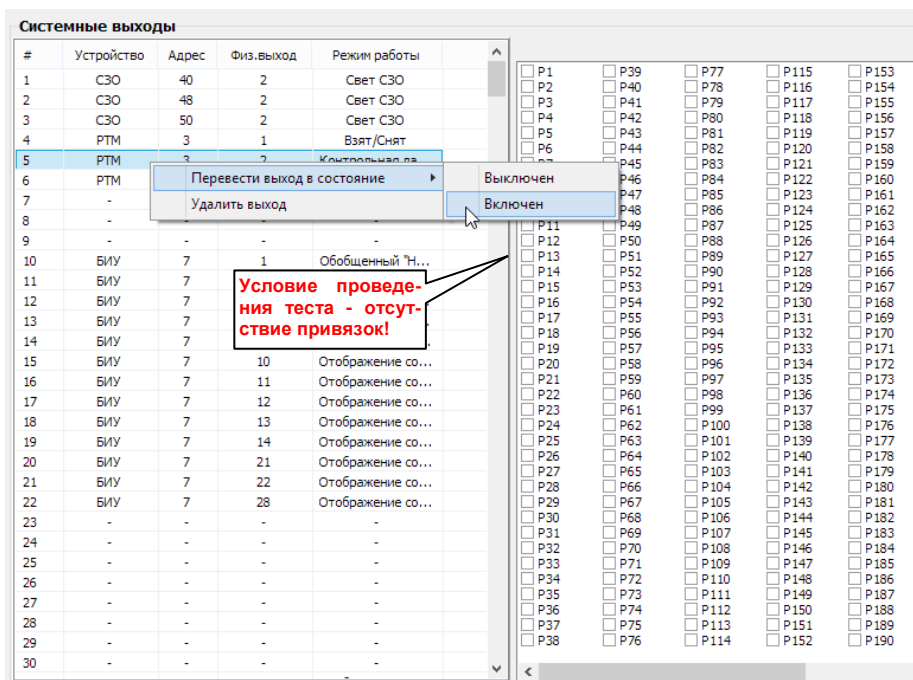 Системные выходы
# Устройство Адрес Физ.выход Режим работы
1 СЗО 40 2 Свет СЗО
2 СЗО 48 2 Свет СЗО
3 СЗО 50 2 Свет СЗО
4 РТМ 3 1 Взят/Снят
5 РТМ 3 2 Контрольная ла...
6 РТМ
7 -
8 - - - -
9 - - - -
10 БИУ 7 1 Обобщенный "Н...
11 БИУ 7
12 БИУ 7
13 БИУ 7
14 БИУ 7
15 БИУ 7 10 Отображение со...
16 БИУ 7 11 Отображение со...
17 БИУ 7 12 Отображение со...
18 БИУ 7 13 Отображение со...
19 БИУ 7 14 Отображение со...
20 БИУ 7 21 Отображение со...
21 БИУ 7 22 Отображение со...
22 БИУ 7 28 Отображение со...
23 - - - -
24 - - - -
25 - - - -
26 - - - -
27 - - - -
28 - - - -
29 - - - -
30 - - - -
Перевести выход в состояние
Удалить выход
Выключен
Включен
Условие проведе-
ния теста - отсут-
ствие привязок!
P1 P39 P77 P115 P153
P2 P40 P78 P116 P154
P3 P41 P79 P117 P155
P4 P42 P80 P118 P156
P5 P43 P81 P119 P157
P6 P44 P82 P120 P158
P7 P45 P83 P121 P159
P46 P84 P122 P160
P47 P85 P123 P161
P48 P86 P124 P162
P11 P49 P87 P125 P163
P12 P50 P88 P126 P164
P13 P51 P89 P127 P165
P14 P52 P90 P128 P166
P15 P53 P91 P129 P167
P16 P54 P92 P130 P168
P17 P55 P93 P131 P169
P18 P56 P94 P132 P170
P19 P57 P95 P133 P171
P20 P58 P96 P134 P172
P21 P59 P97 P135 P173
P22 P60 P98 P136 P174
P23 P61 P99 P137 P175
P24 P62 P100 P138 P176
P25 P63 P101 P139 P177
P26 P64 P102 P140 P178
P27 P65 P103 P141 P179
P28 P66 P104 P142 P180
P29 P67 P105 P143 P181
P30 P68 P106 P144 P182
P31 P69 P107 P145 P183
P32 P70 P108 P146 P184
P33 P71 P109 P147 P185
P34 P72 P110 P148 P186
P35 P73 P111 P149 P187
P36 P74 P112 P150 P188
P37 P75 P113 P151 P189
P38 P76 P114 P152 P190